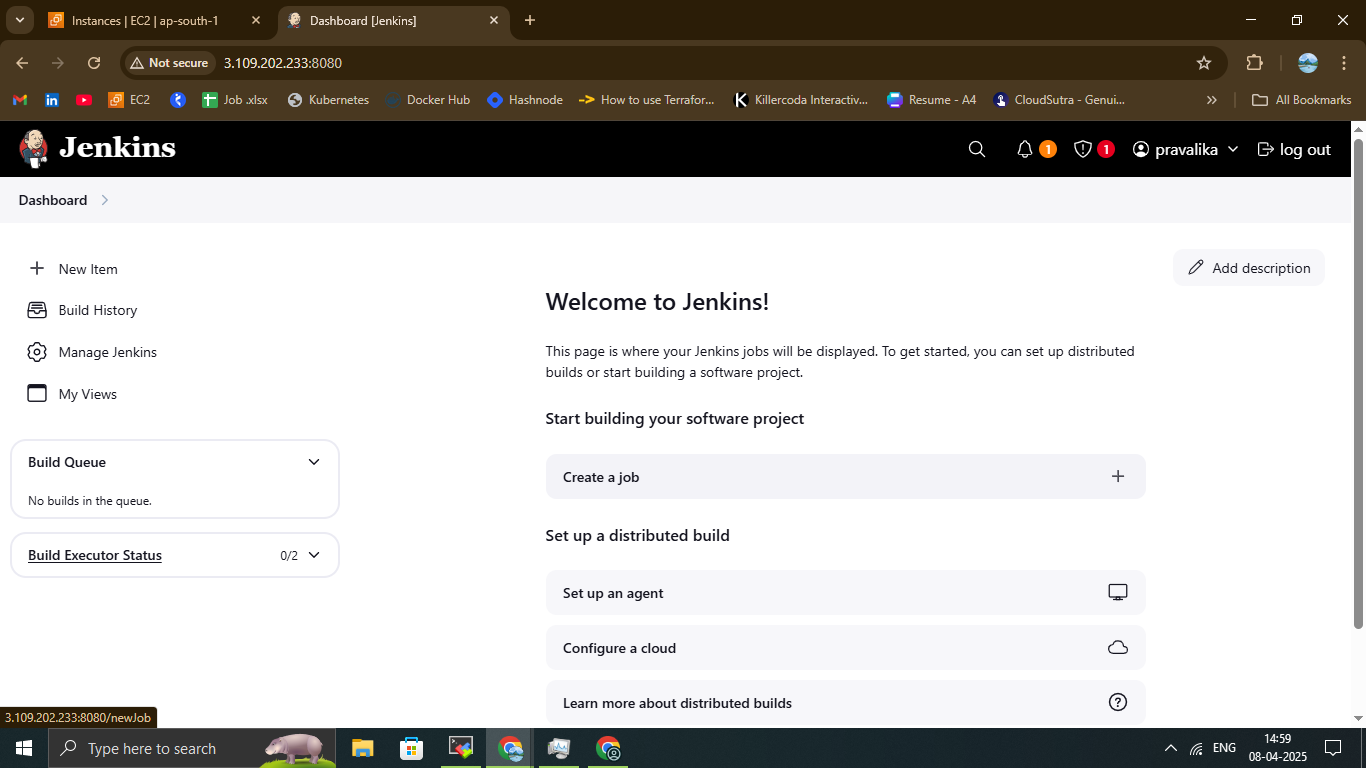 Instances | EC2 | ap-south-1
Dashboard [Jenkins]
Not secure
3.109.202.233:8080
EC2
Job .xlsx
Kubernetes
Docker Hub
Hashnode
How to use Terrafor...
Killercoda Interactiv...
Resume - A4
CloudSutra - Genui...
All Bookmarks
Jenkins
1
1
pravalika
log out
Dashboard
New Item
Build History
Manage Jenkins
My Views
Build Queue
No builds in the queue.
Build Executor Status
0/2
Add description
Welcome to Jenkins!
This page is where your Jenkins jobs will be displayed. To get started, you can set up distributed
builds or start building a software project.
Start building your software project
Create a job
Set up a distributed build
Set up an agent
Configure a cloud
Learn more about distributed builds
3.109.202.233:8080/newJob
Type here to search
ENG
14:59
08-04-2025